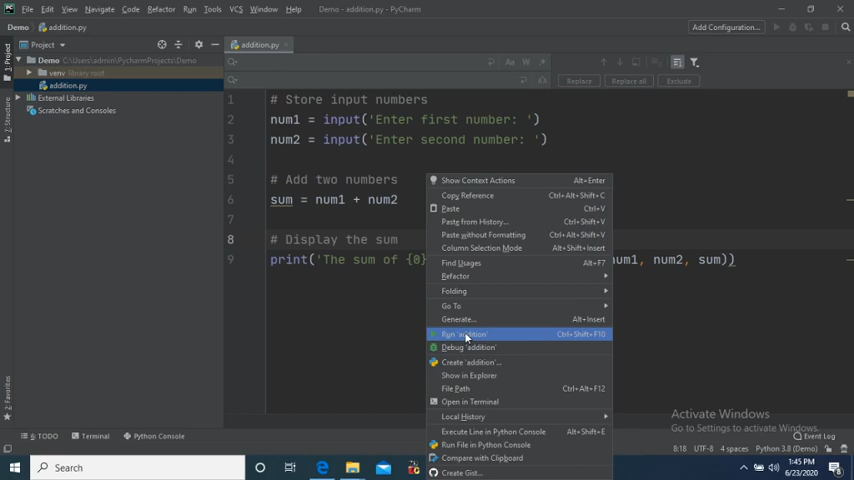 File Edit View Navigate Code Refactor Run Tools VCS Window Help Demo - addition.py - PyCharm
Demo addition.py Add Configuration...
Project addition.py
Demo C:\Users\admin\PycharmProjects\Demo
venv library root
addition.py
External Libraries
Scratches and Consoles
1: Project
Z: Structure
2: Favorites
Aa W .*
Replace Replace all Exclude
1 # Store input numbers
2 num1 = input('Enter first number: ')
3 num2 = input('Enter second number: ')
4
5 # Add two numbers
6 sum = num1 + num2
7
8 # Display the sum
9 print('The sum of {0} num1, num2, sum))
Show Context Actions Alt+Enter
Copy Reference Ctrl+Alt+Shift+C
Paste Ctrl+V
Paste from History... Ctrl+Shift+V
Paste without Formatting Ctrl+Alt+Shift+V
Column Selection Mode Alt+Shift+Insert
Find Usages Alt+F7
Refactor
Folding
Go To
Generate... Alt+Insert
Run 'addition' Ctrl+Shift+F10
Debug 'addition'
Create 'addition'...
Show in Explorer
File Path Ctrl+Alt+F12
Open in Terminal
Local History
Execute Line in Python Console Alt+Shift+E
Run File in Python Console
Compare with Clipboard
Create Gist...
Activate Windows
Go to Settings to activate Windows.
6: TODO Terminal Python Console Event Log
8:18 UTF-8 4 spaces Python 3.8 (Demo)
Search
1:45 PM
6/23/2020
8